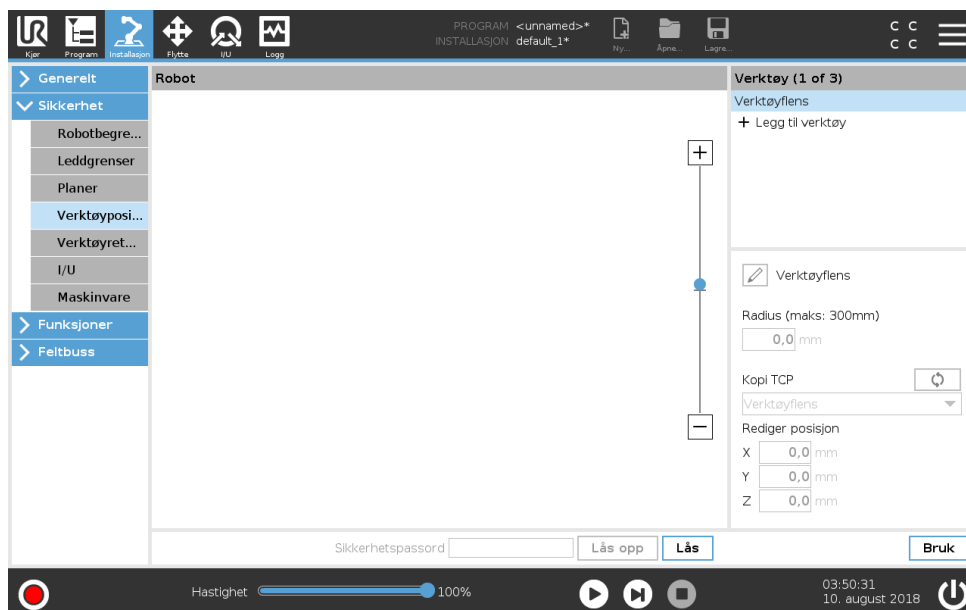 PROGRAM <unnamed>*
INSTALLASJON default_1*
UR
Kjør
Program
Installasjon
Flytte
I/U
Logg
Ny...
Åpne...
Lagre...
C C
C C
Generelt
Sikkerhet
Robotbegre...
Leddgrenser
Planer
Verktøyposi...
Verktøyret...
I/U
Maskinvare
Funksjoner
Feltbuss
Robot
Verktøy (1 of 3)
Verktøyflens
+ Legg til verktøy
Verktøyflens
Radius (maks: 300mm)
0,0 mm
Kopi TCP
Verktøyflens
Rediger posisjon
X 0,0 mm
Y 0,0 mm
Z 0,0 mm
Sikkerhetspassord
Lås opp
Lås
Bruk
Hastighet
100%
03:50:31
10. august 2018